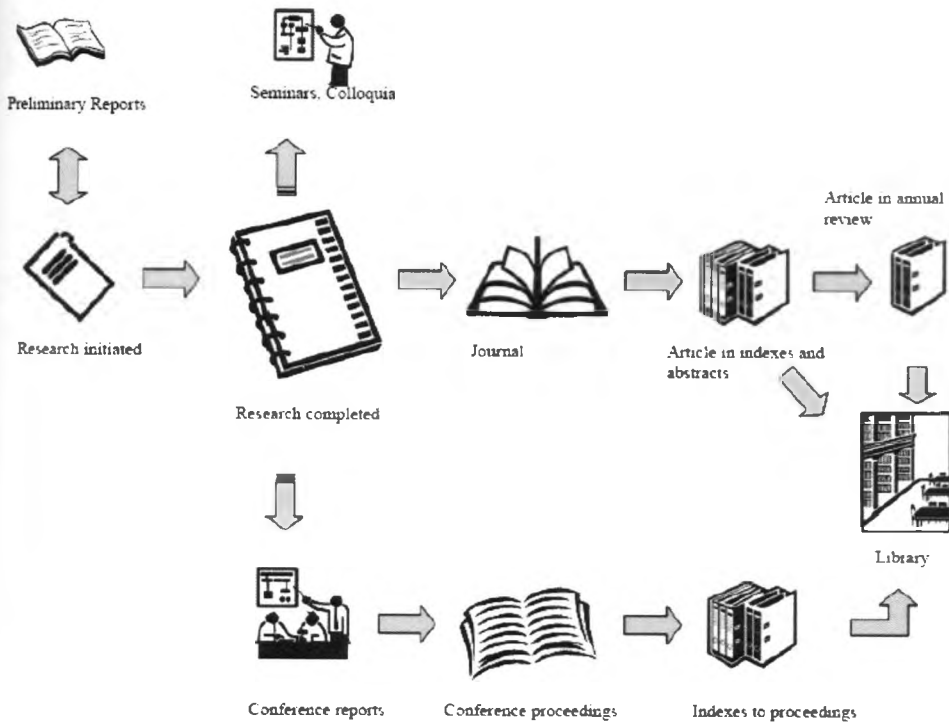 Preliminary Reports
Seminars, Colloquia
Article in annual
review
Research initiated
Journal
Article in indexes and
abstracts
Research completed
Library
Conference reports
Conference proceedings
Indexes to proceedings